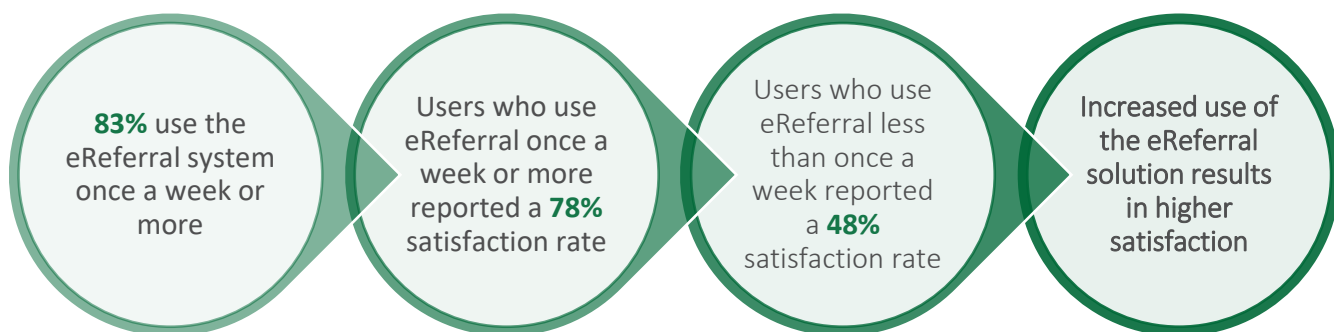 83% use the
eReferral system
once a week or
more
Users who use
eReferral once a
week or more
reported a 78%
satisfaction rate
Users who use
eReferral less
than once a
week reported
a 48%
satisfaction rate
Increased use of
the eReferral
solution results
in higher
satisfaction